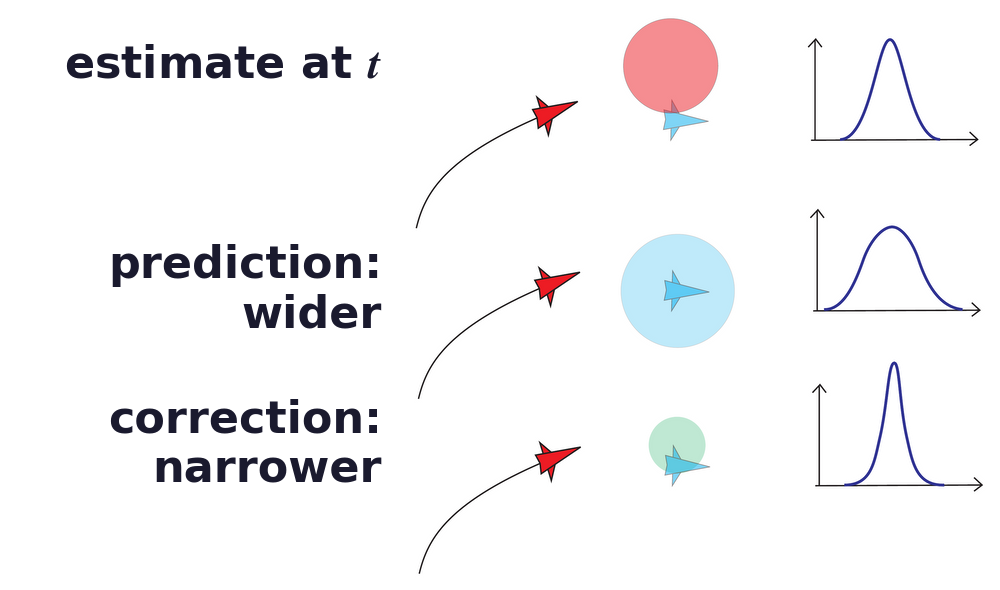 estimate at t
prediction:
wider
correction:
narrower